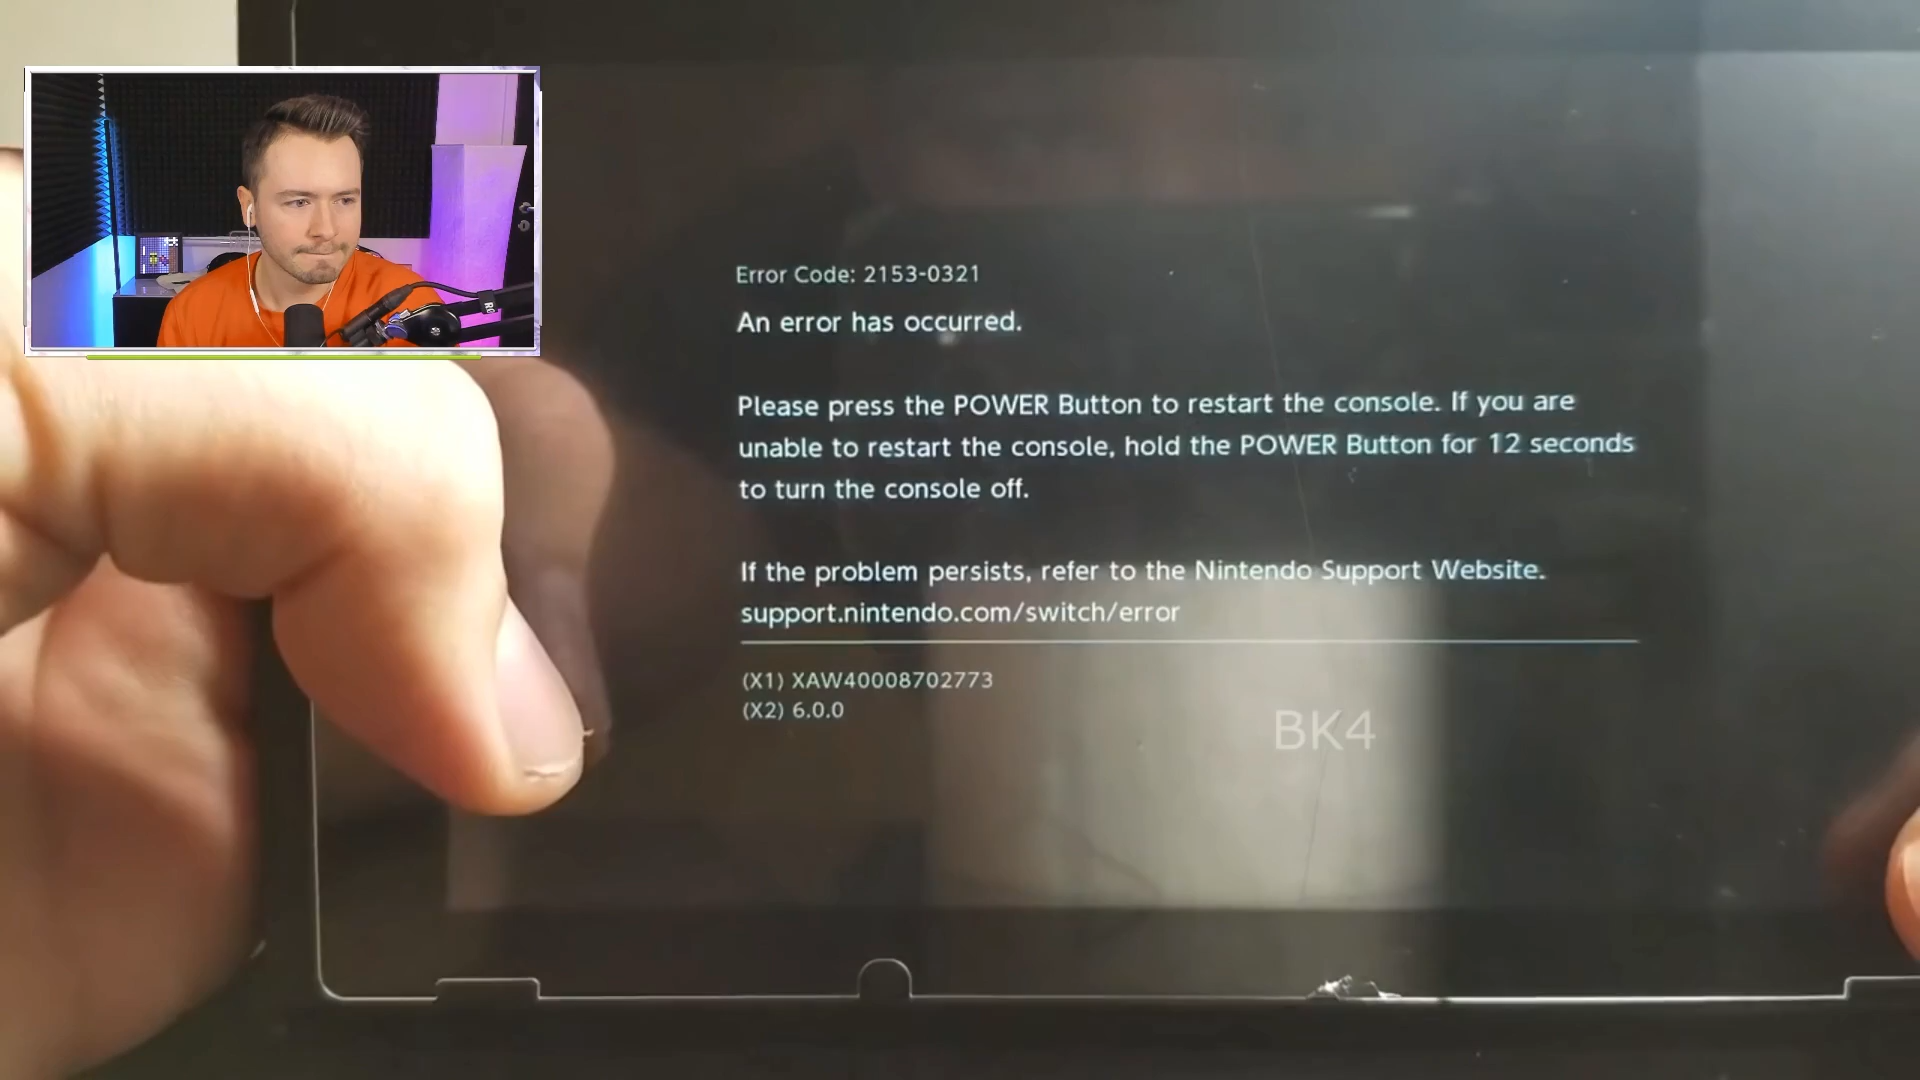 Error Code: 2153-0321
An error has occurred.
Please press the POWER Button to restart the console. If you are
unable to restart the console, hold the POWER Button for 12 seconds
to turn the console off.
If the problem persists, refer to the Nintendo Support Website.
support.nintendo.com/switch/error
(X1) XAW40008702773
(X2) 6.0.0
BK4